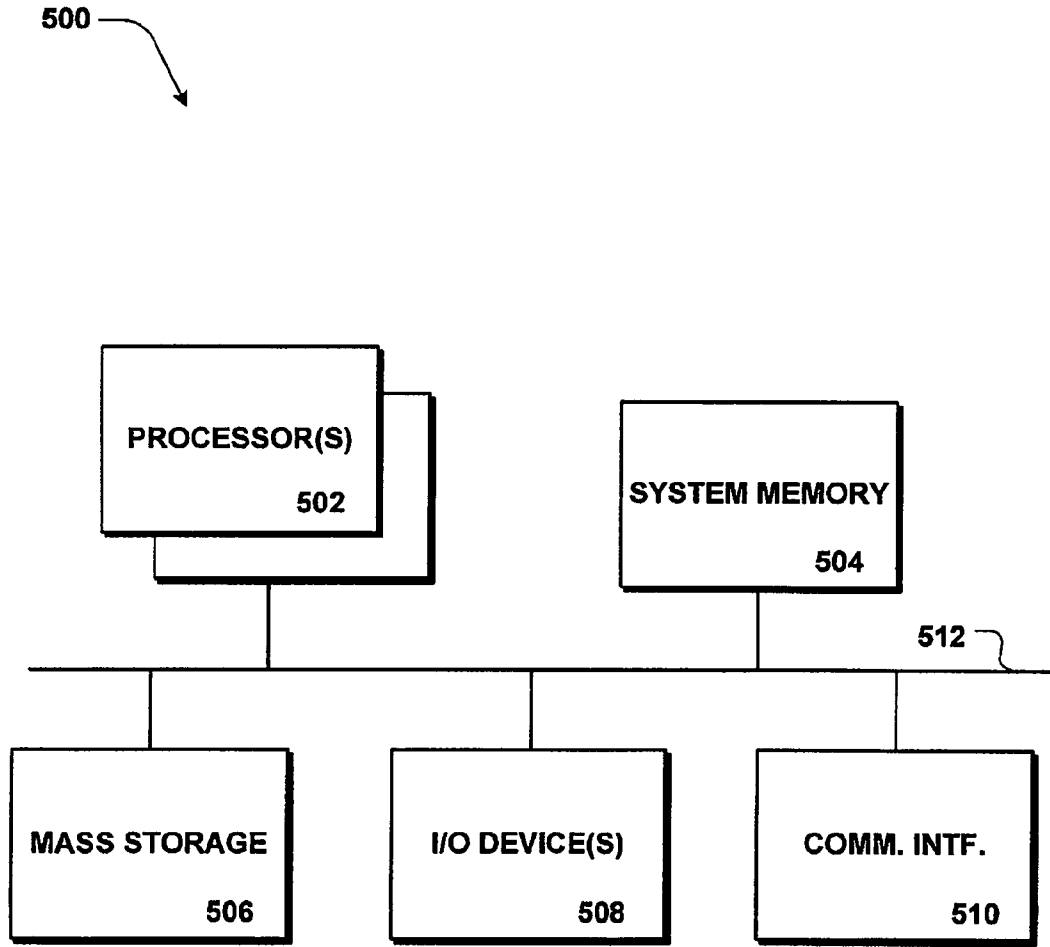 500
PROCESSOR(S)
502
SYSTEM MEMORY
504
512
MASS STORAGE
506
I/O DEVICE(S)
508
COMM. INTF.
510